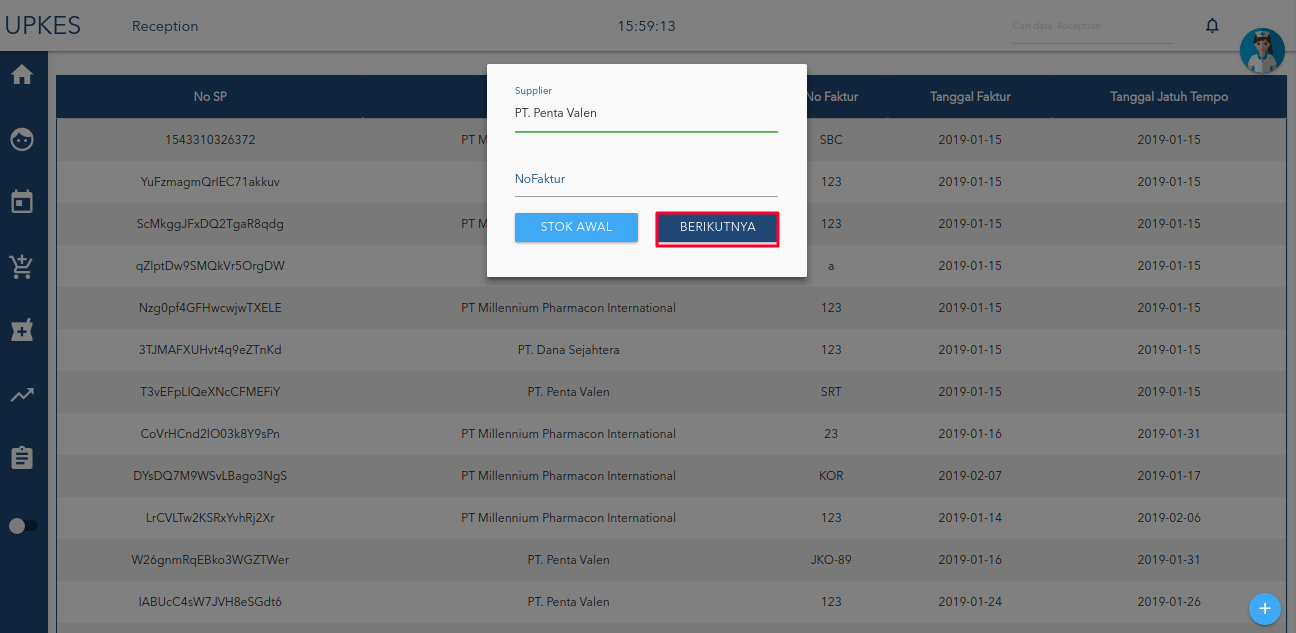 UPKES Reception 15:59:13 Cari data Reception
Supplier
PT. Penta Valen
NoFaktur
STOK AWAL BERIKUTNYA
No SP No Faktur Tanggal Faktur Tanggal Jatuh Tempo
1543310326372 PT M SBC 2019-01-15 2019-01-15
YuFzmagmQrIEC71akkuv 123 2019-01-15 2019-01-15
ScMkggJFxDQ2TgaR8qdg PT M 123 2019-01-15 2019-01-15
qZlptDw9SMQkVr5OrgDW a 2019-01-15 2019-01-15
Nzg0pf4GFHwcwjwTXELE PT Millennium Pharmacon International 123 2019-01-15 2019-01-15
3TJMAFXUHvt4q9eZTnKd PT. Dana Sejahtera 123 2019-01-15 2019-01-15
T3vEFpLlQeXNcCFMEFiY PT. Penta Valen SRT 2019-01-15 2019-01-15
CoVrHCnd2lO03k8Y9sPn PT Millennium Pharmacon International 23 2019-01-16 2019-01-31
DYsDQ7M9WSvLBago3NgS PT Millennium Pharmacon International KOR 2019-02-07 2019-01-17
LrCVLTw2KSRxYvhRj2Xr PT Millennium Pharmacon International 123 2019-01-14 2019-02-06
W26gnmRqEBko3WGZTWer PT. Penta Valen JKO-89 2019-01-16 2019-01-31
IABUcC4sW7JVH8eSGdt6 PT. Penta Valen 123 2019-01-24 2019-01-26